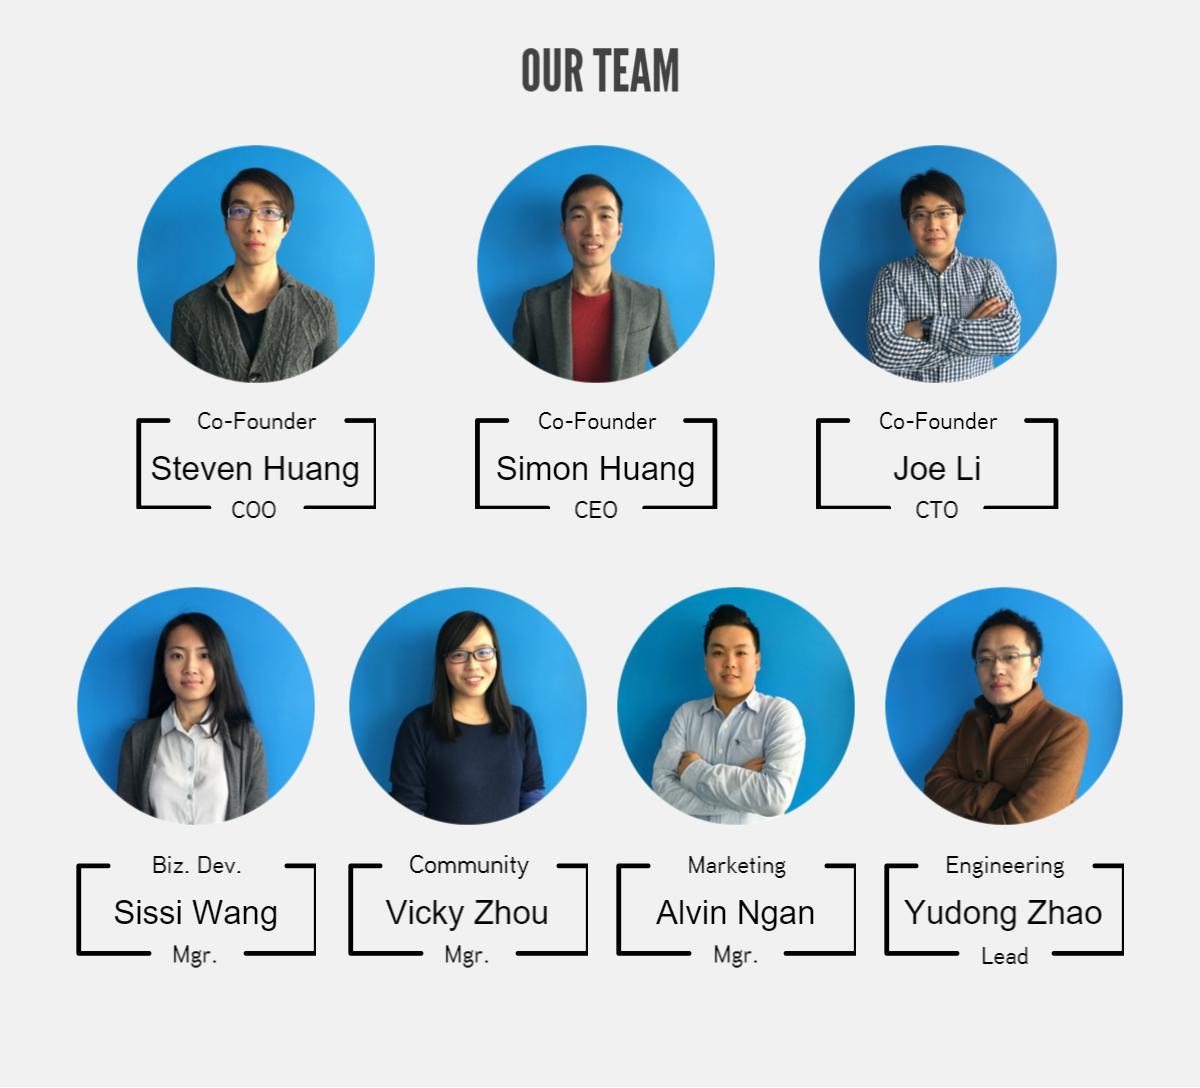 OUR TEAM
Co-Founder
Steven Huang
COO
Co-Founder
Simon Huang
CEO
Co-Founder
Joe Li
CTO
Biz. Dev.
Sissi Wang
Mgr.
Community
Vicky Zhou
Mgr.
Marketing
Alvin Ngan
Mgr.
Engineering
Yudong Zhao
Lead